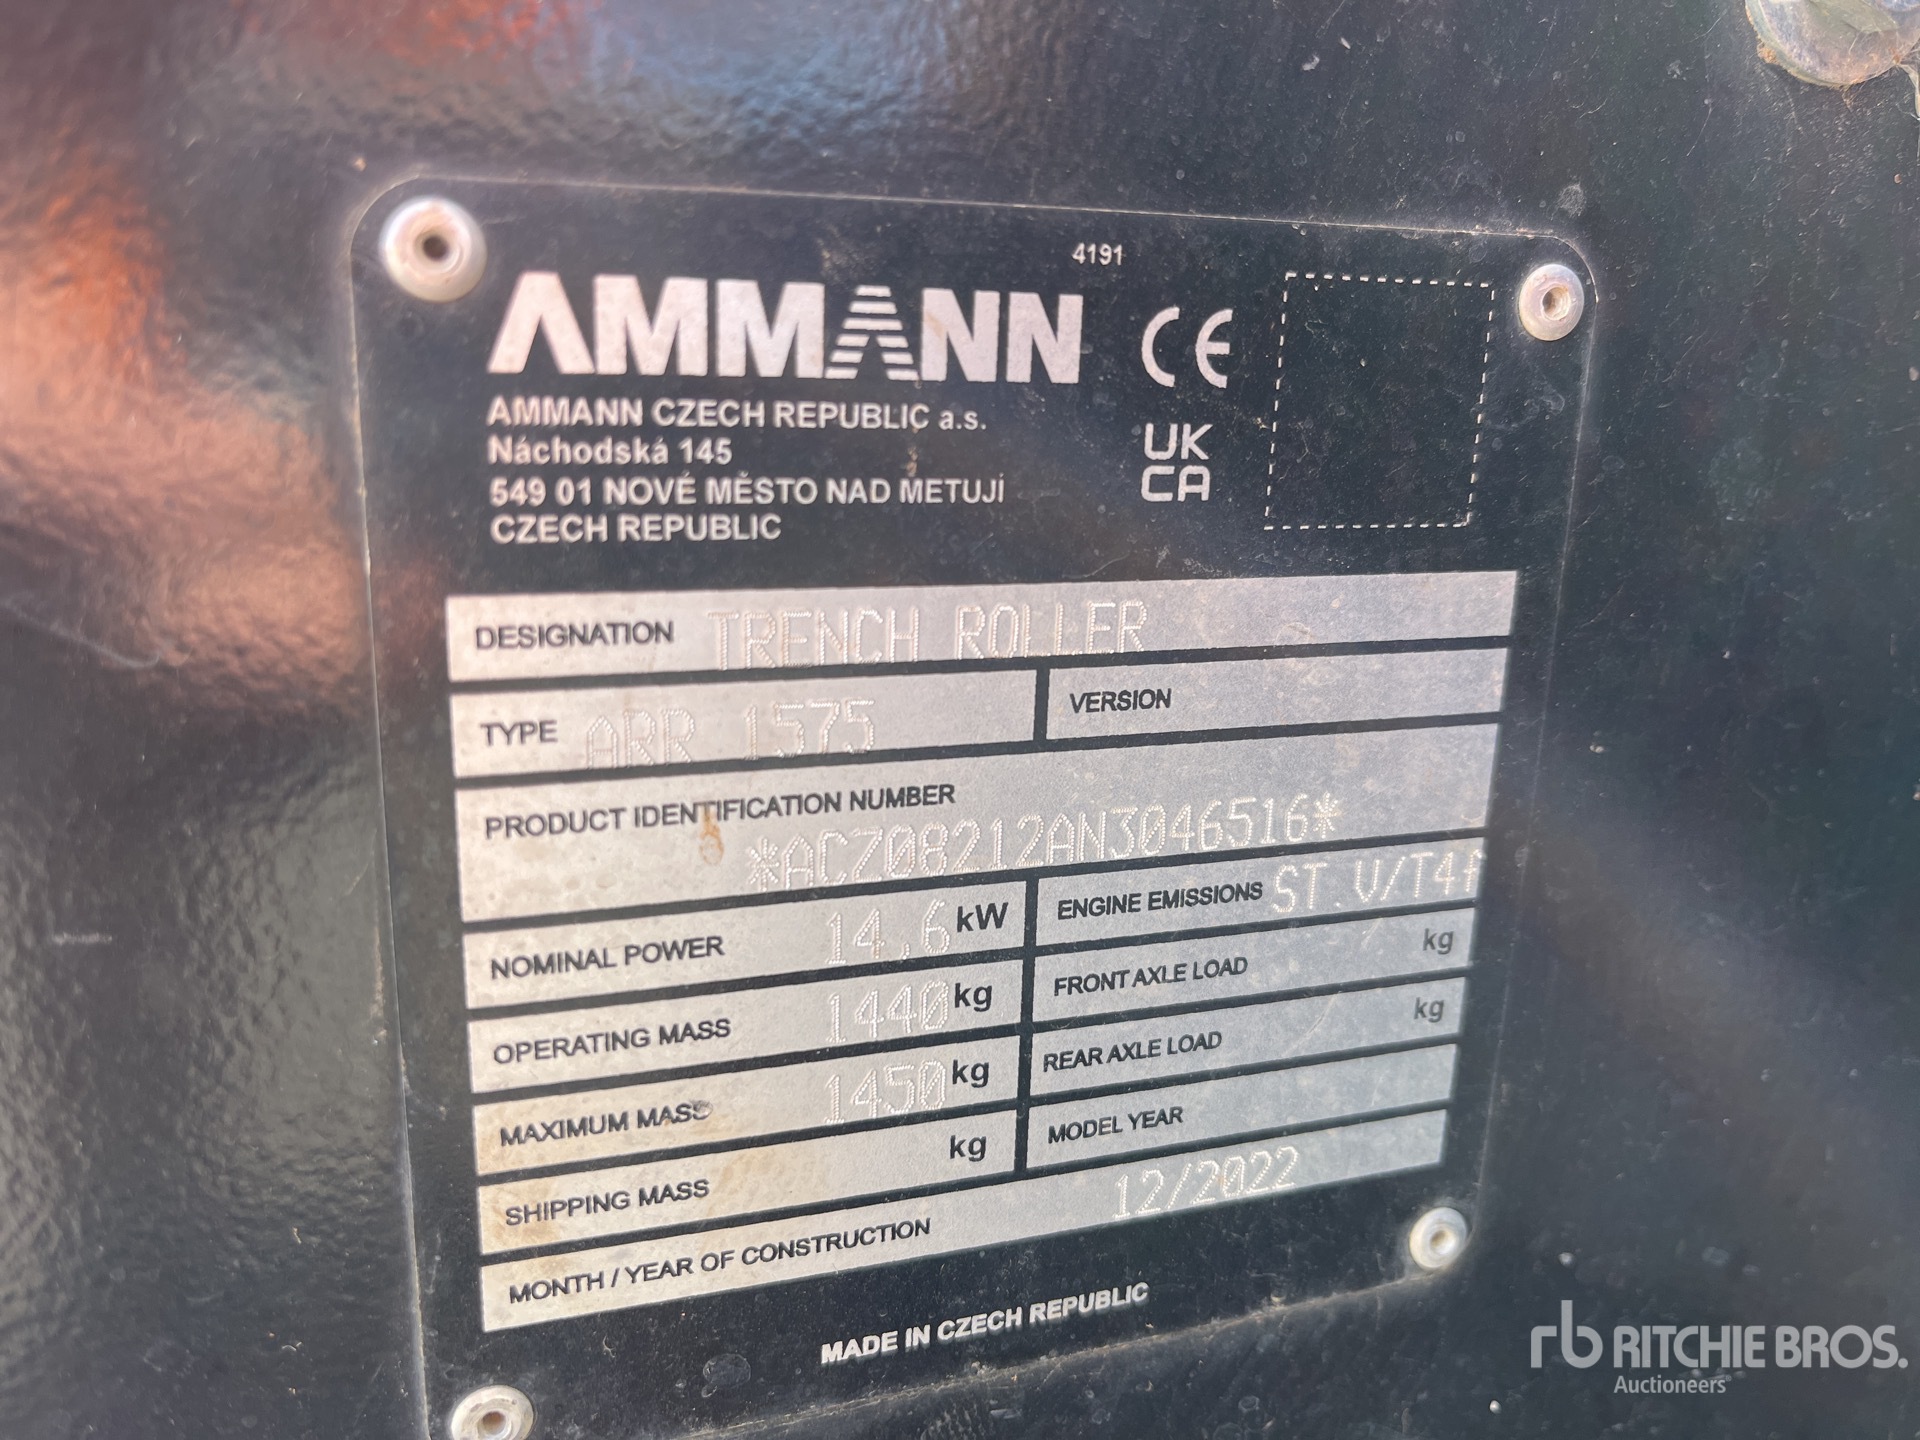 4191
AMMANN CE
AMMANN CZECH REPUBLIC a.s.
Náchodská 145
549 01 NOVÉ MĚSTO NAD METUJÍ
CZECH REPUBLIC
UK
CA
DESIGNATION TRENCH ROLLER
TYPE ARR 1575
VERSION
PRODUCT IDENTIFICATION NUMBER
*ACZ08212AN3046516*
NOMINAL POWER 14,6 kW
ENGINE EMISSIONS ST.V/T4f
OPERATING MASS 1440 kg
FRONT AXLE LOAD kg
MAXIMUM MASS 1450 kg
REAR AXLE LOAD kg
SHIPPING MASS kg
MODEL YEAR
MONTH / YEAR OF CONSTRUCTION 12/2022
MADE IN CZECH REPUBLIC
rb RITCHIE BROS.
Auctioneers